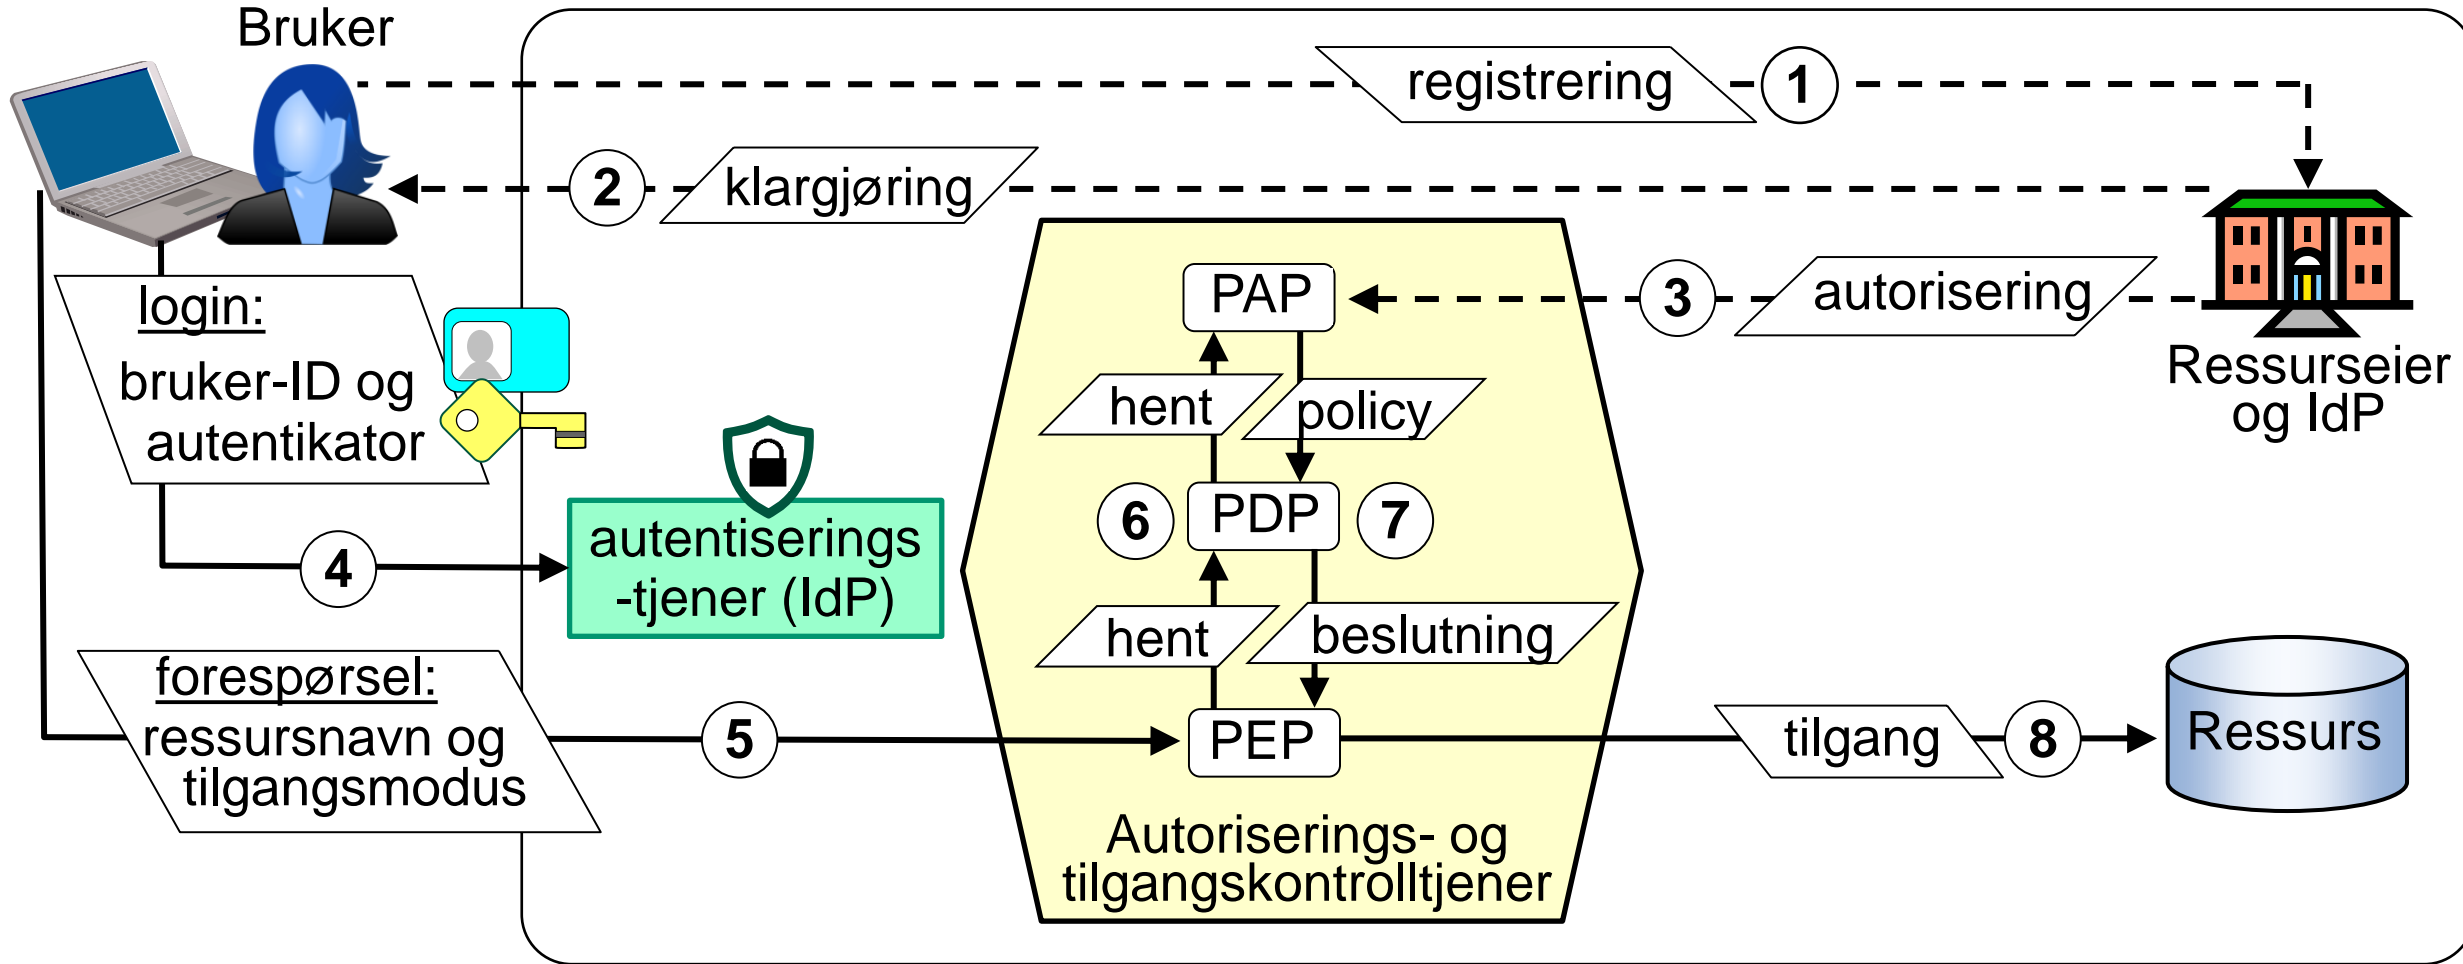 Bruker
registrering
1
2
klargjøring
PAP
3
autorisering
Ressurseier
og IdP
login:
bruker-ID og
autentikator
hent
policy
6
PDP
7
autentiserings
-tjener (IdP)
4
hent
beslutning
forespørsel:
ressursnavn og
tilgangsmodus
5
PEP
tilgang
8
Ressurs
Autoriserings- og
tilgangskontrolltjener